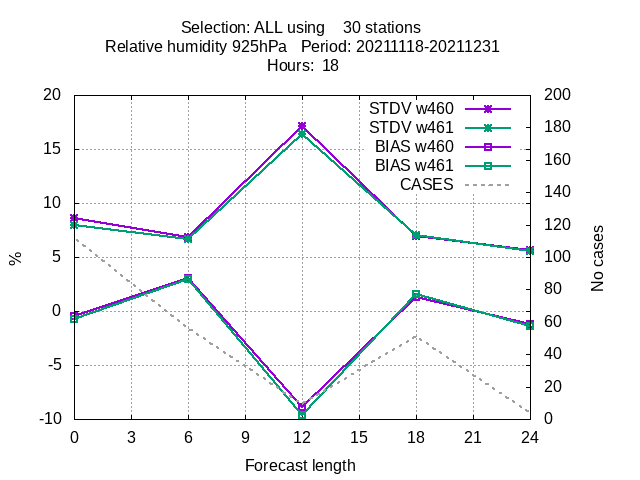 Selection: ALL using    30 stations
Relative humidity 925hPa   Period: 20211118-20211231
Hours: 18
STDV w460
STDV w461
BIAS w460
BIAS w461
CASES
20
15
10
5
0
-5
-10
%
200
180
160
140
120
100
80
60
40
20
0
No cases
0 3 6 9 12 15 18 21 24
Forecast length